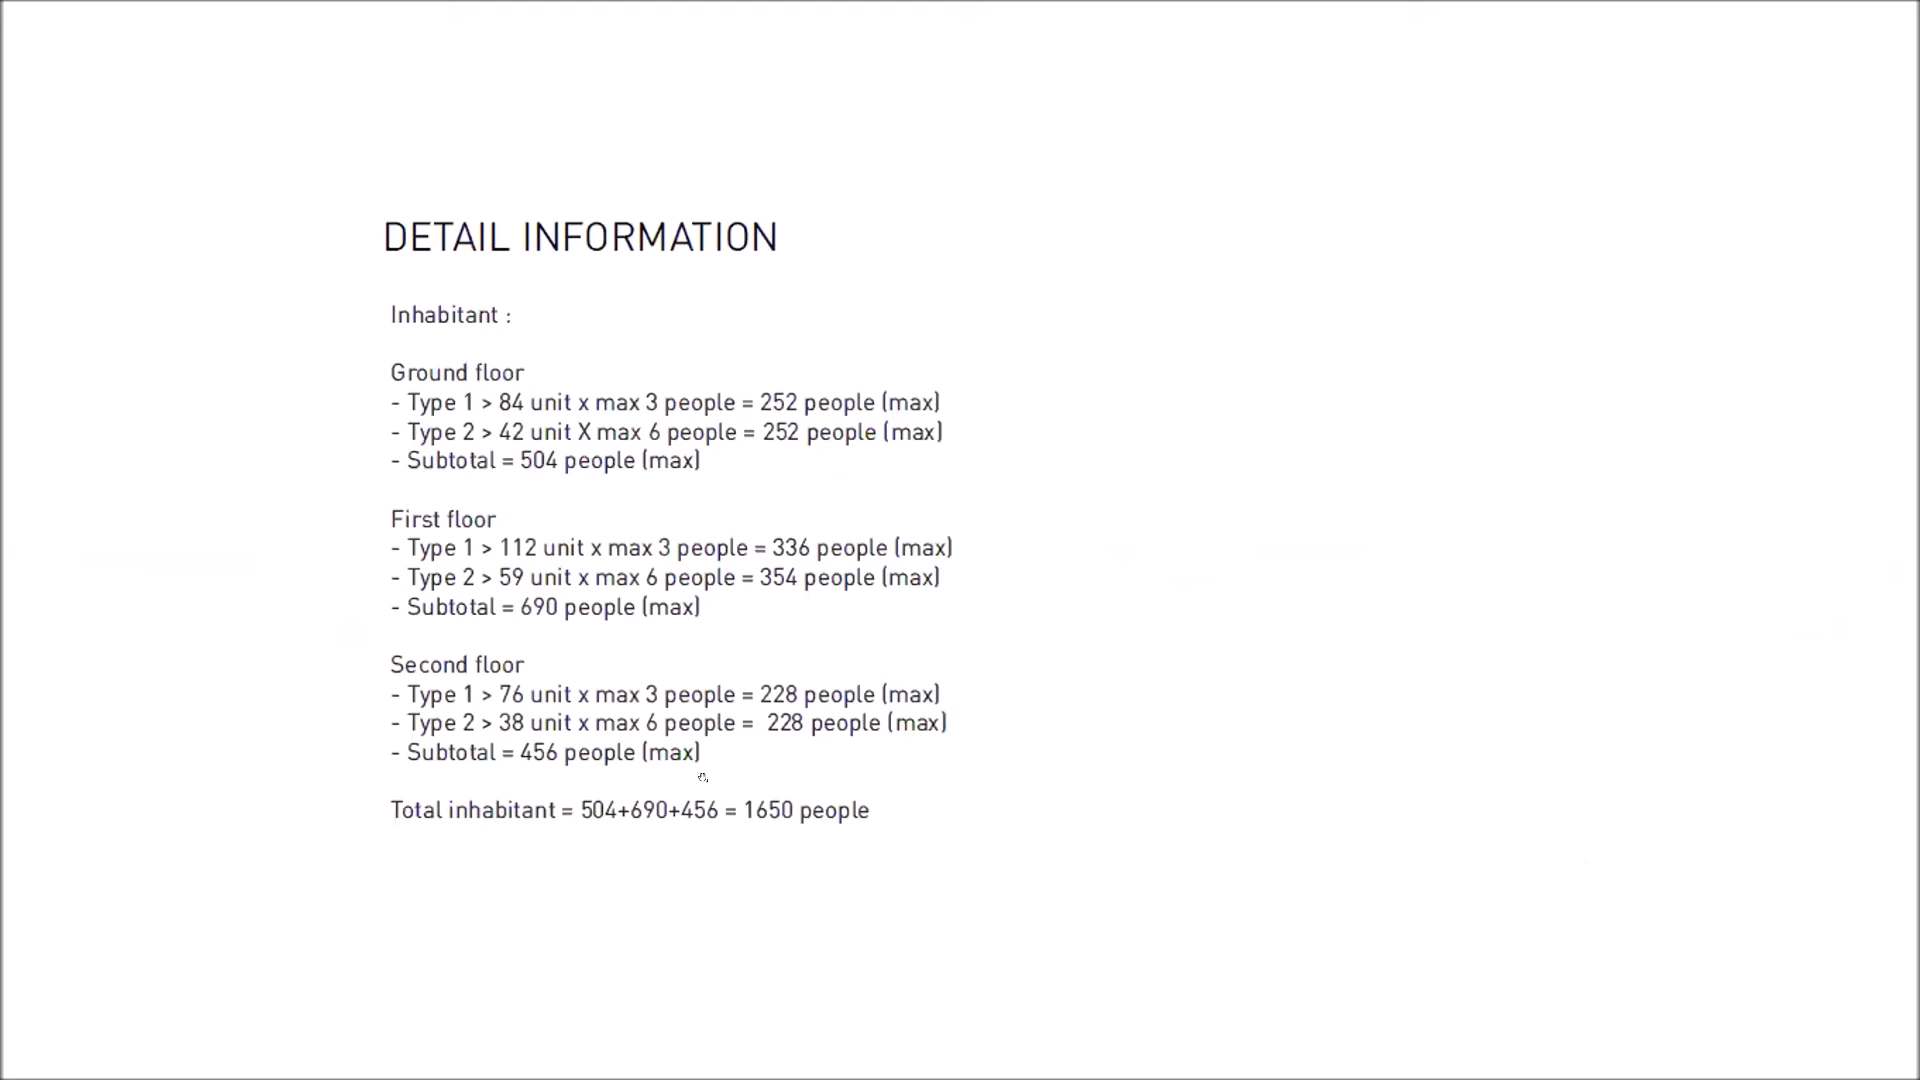 DETAIL INFORMATION
Inhabitant :
Ground floor
- Type 1 > 84 unit x max 3 people = 252 people (max)
- Type 2 > 42 unit X max 6 people = 252 people (max)
- Subtotal = 504 people (max)
First floor
- Type 1 > 112 unit x max 3 people = 336 people (max)
- Type 2 > 59 unit x max 6 people = 354 people (max)
- Subtotal = 690 people (max)
Second floor
- Type 1 > 76 unit x max 3 people = 228 people (max)
- Type 2 > 38 unit x max 6 people =  228 people (max)
- Subtotal = 456 people (max)
Total inhabitant = 504+690+456 = 1650 people